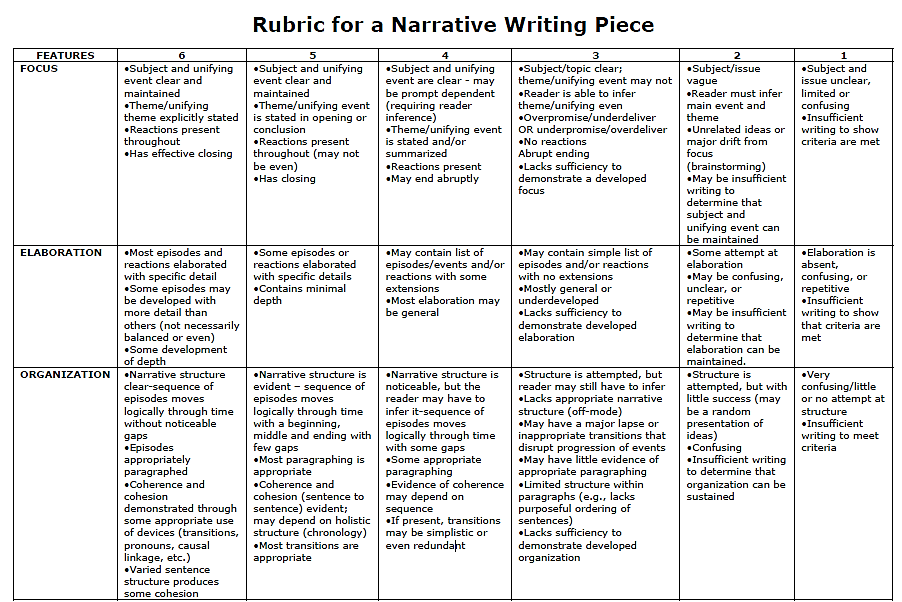 Rubric for a Narrative Writing Piece
FEATURES 6 5 4 3 2 1
FOCUS
•Subject and unifying
event clear and
maintained
•Theme/unifying
theme explicitly stated
•Reactions present
throughout
•Has effective closing
•Subject and unifying
event clear and
maintained
•Theme/unifying event
is stated in opening or
conclusion
•Reactions present
throughout (may not
be even)
•Has closing
•Subject and unifying
event are clear - may
be prompt dependent
(requiring reader
inference)
•Theme/unifying event
is stated and/or
summarized
•Reactions present
•May end abruptly
•Subject/topic clear;
theme/unifying event may not
•Reader is able to infer
theme/unifying even
•Overpromise/underdeliver
OR underpromise/overdeliver
•No reactions
Abrupt ending
•Lacks sufficiency to
demonstrate a developed
focus
•Subject/issue
vague
•Reader must infer
main event and
theme
•Unrelated ideas or
major drift from
focus
(brainstorming)
•May be insufficient
writing to
determine that
subject and
unifying event can
be maintained
•Subject and
issue unclear,
limited or
confusing
•Insufficient
writing to show
criteria are met
ELABORATION
•Most episodes and
reactions elaborated
with specific detail
•Some episodes may
be developed with
more detail than
others (not necessarily
balanced or even)
•Some development
of depth
•Some episodes or
reactions elaborated
with specific details
•Contains minimal
depth
•May contain list of
episodes/events and/or
reactions with some
extensions
•Most elaboration may
be general
•May contain simple list of
episodes and/or reactions
with no extensions
•Mostly general or
underdeveloped
•Lacks sufficiency to
demonstrate developed
elaboration
•Some attempt at
elaboration
•May be confusing,
unclear, or
repetitive
•May be insufficient
writing to
determine that
elaboration can be
maintained.
•Elaboration is
absent,
confusing, or
repetitive
•Insufficient
writing to show
that criteria are
met
ORGANIZATION
•Narrative structure
clear-sequence of
episodes moves
logically through time
without noticeable
gaps
•Episodes
appropriately
paragraphed
•Coherence and
cohesion
demonstrated through
some appropriate use
of devices (transitions,
pronouns, causal
linkage, etc.)
•Varied sentence
structure produces
some cohesion
•Narrative structure is
evident – sequence of
episodes moves
logically through time
with a beginning,
middle and ending with
few gaps
•Most paragraphing is
appropriate
•Coherence and
cohesion (sentence to
sentence) evident;
may depend on holistic
structure (chronology)
•Most transitions are
appropriate
•Narrative structure is
noticeable, but the
reader may have to
infer it-sequence of
episodes moves
logically through time
with some gaps
•Some appropriate
paragraphing
•Evidence of coherence
may depend on
sequence
•If present, transitions
may be simplistic or
even redundant
•Structure is attempted, but
reader may still have to infer
•Lacks appropriate narrative
structure (off-mode)
•May have a major lapse or
inappropriate transitions that
disrupt progression of events
•May have little evidence of
appropriate paragraphing
•Limited structure within
paragraphs (e.g., lacks
purposeful ordering of
sentences)
•Lacks sufficiency to
demonstrate developed
organization
•Structure is
attempted, but with
little success (may
be a random
presentation of
ideas)
•Confusing
•Insufficient writing
to determine that
organization can be
sustained
•Very
confusing/little
or no attempt at
structure
•Insufficient
writing to meet
criteria